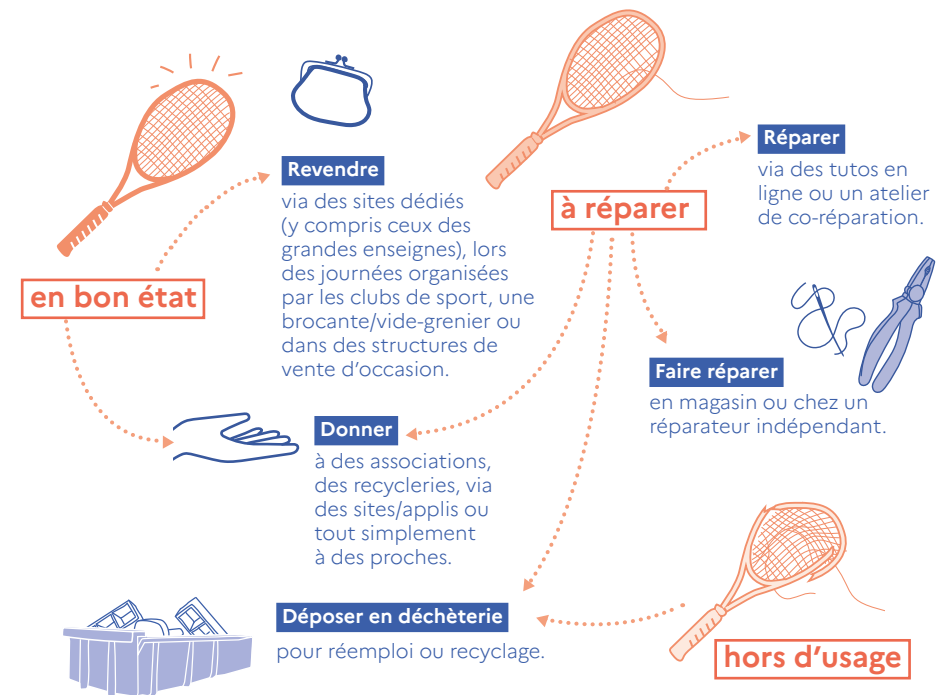 en bon état
Revendre
via des sites dédiés
(y compris ceux des
grandes enseignes), lors
des journées organisées
par les clubs de sport, une
brocante/vide-grenier ou
dans des structures de
vente d’occasion.
Donner
à des associations,
des recycleries, via
des sites/applis ou
tout simplement
à des proches.
à réparer
Réparer
via des tutos en
ligne ou un atelier
de co-réparation.
Faire réparer
en magasin ou chez un
réparateur indépendant.
Déposer en déchèterie
pour réemploi ou recyclage.
hors d’usage